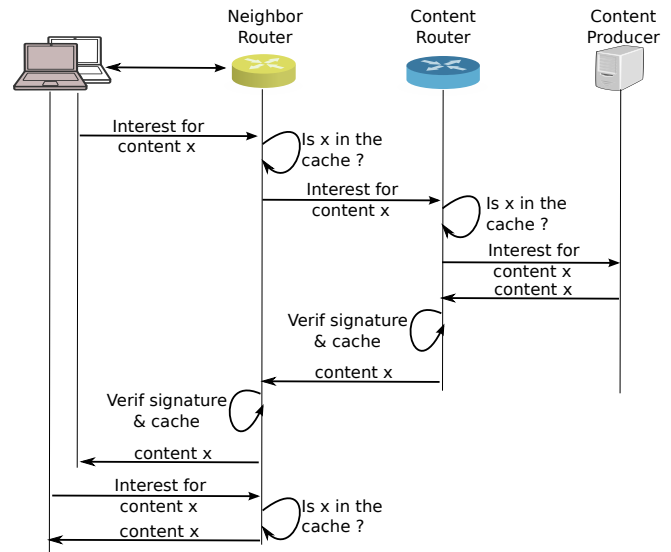 Neighbor
Router
Content
Router
Content
Producer
Interest for
content x
Is x in the
cache ?
Interest for
content x
Is x in the
cache ?
Interest for
content x
content x
Verif signature
& cache
content x
Verif signature
& cache
content x
Interest for
content x
Is x in the
cache ?
content x